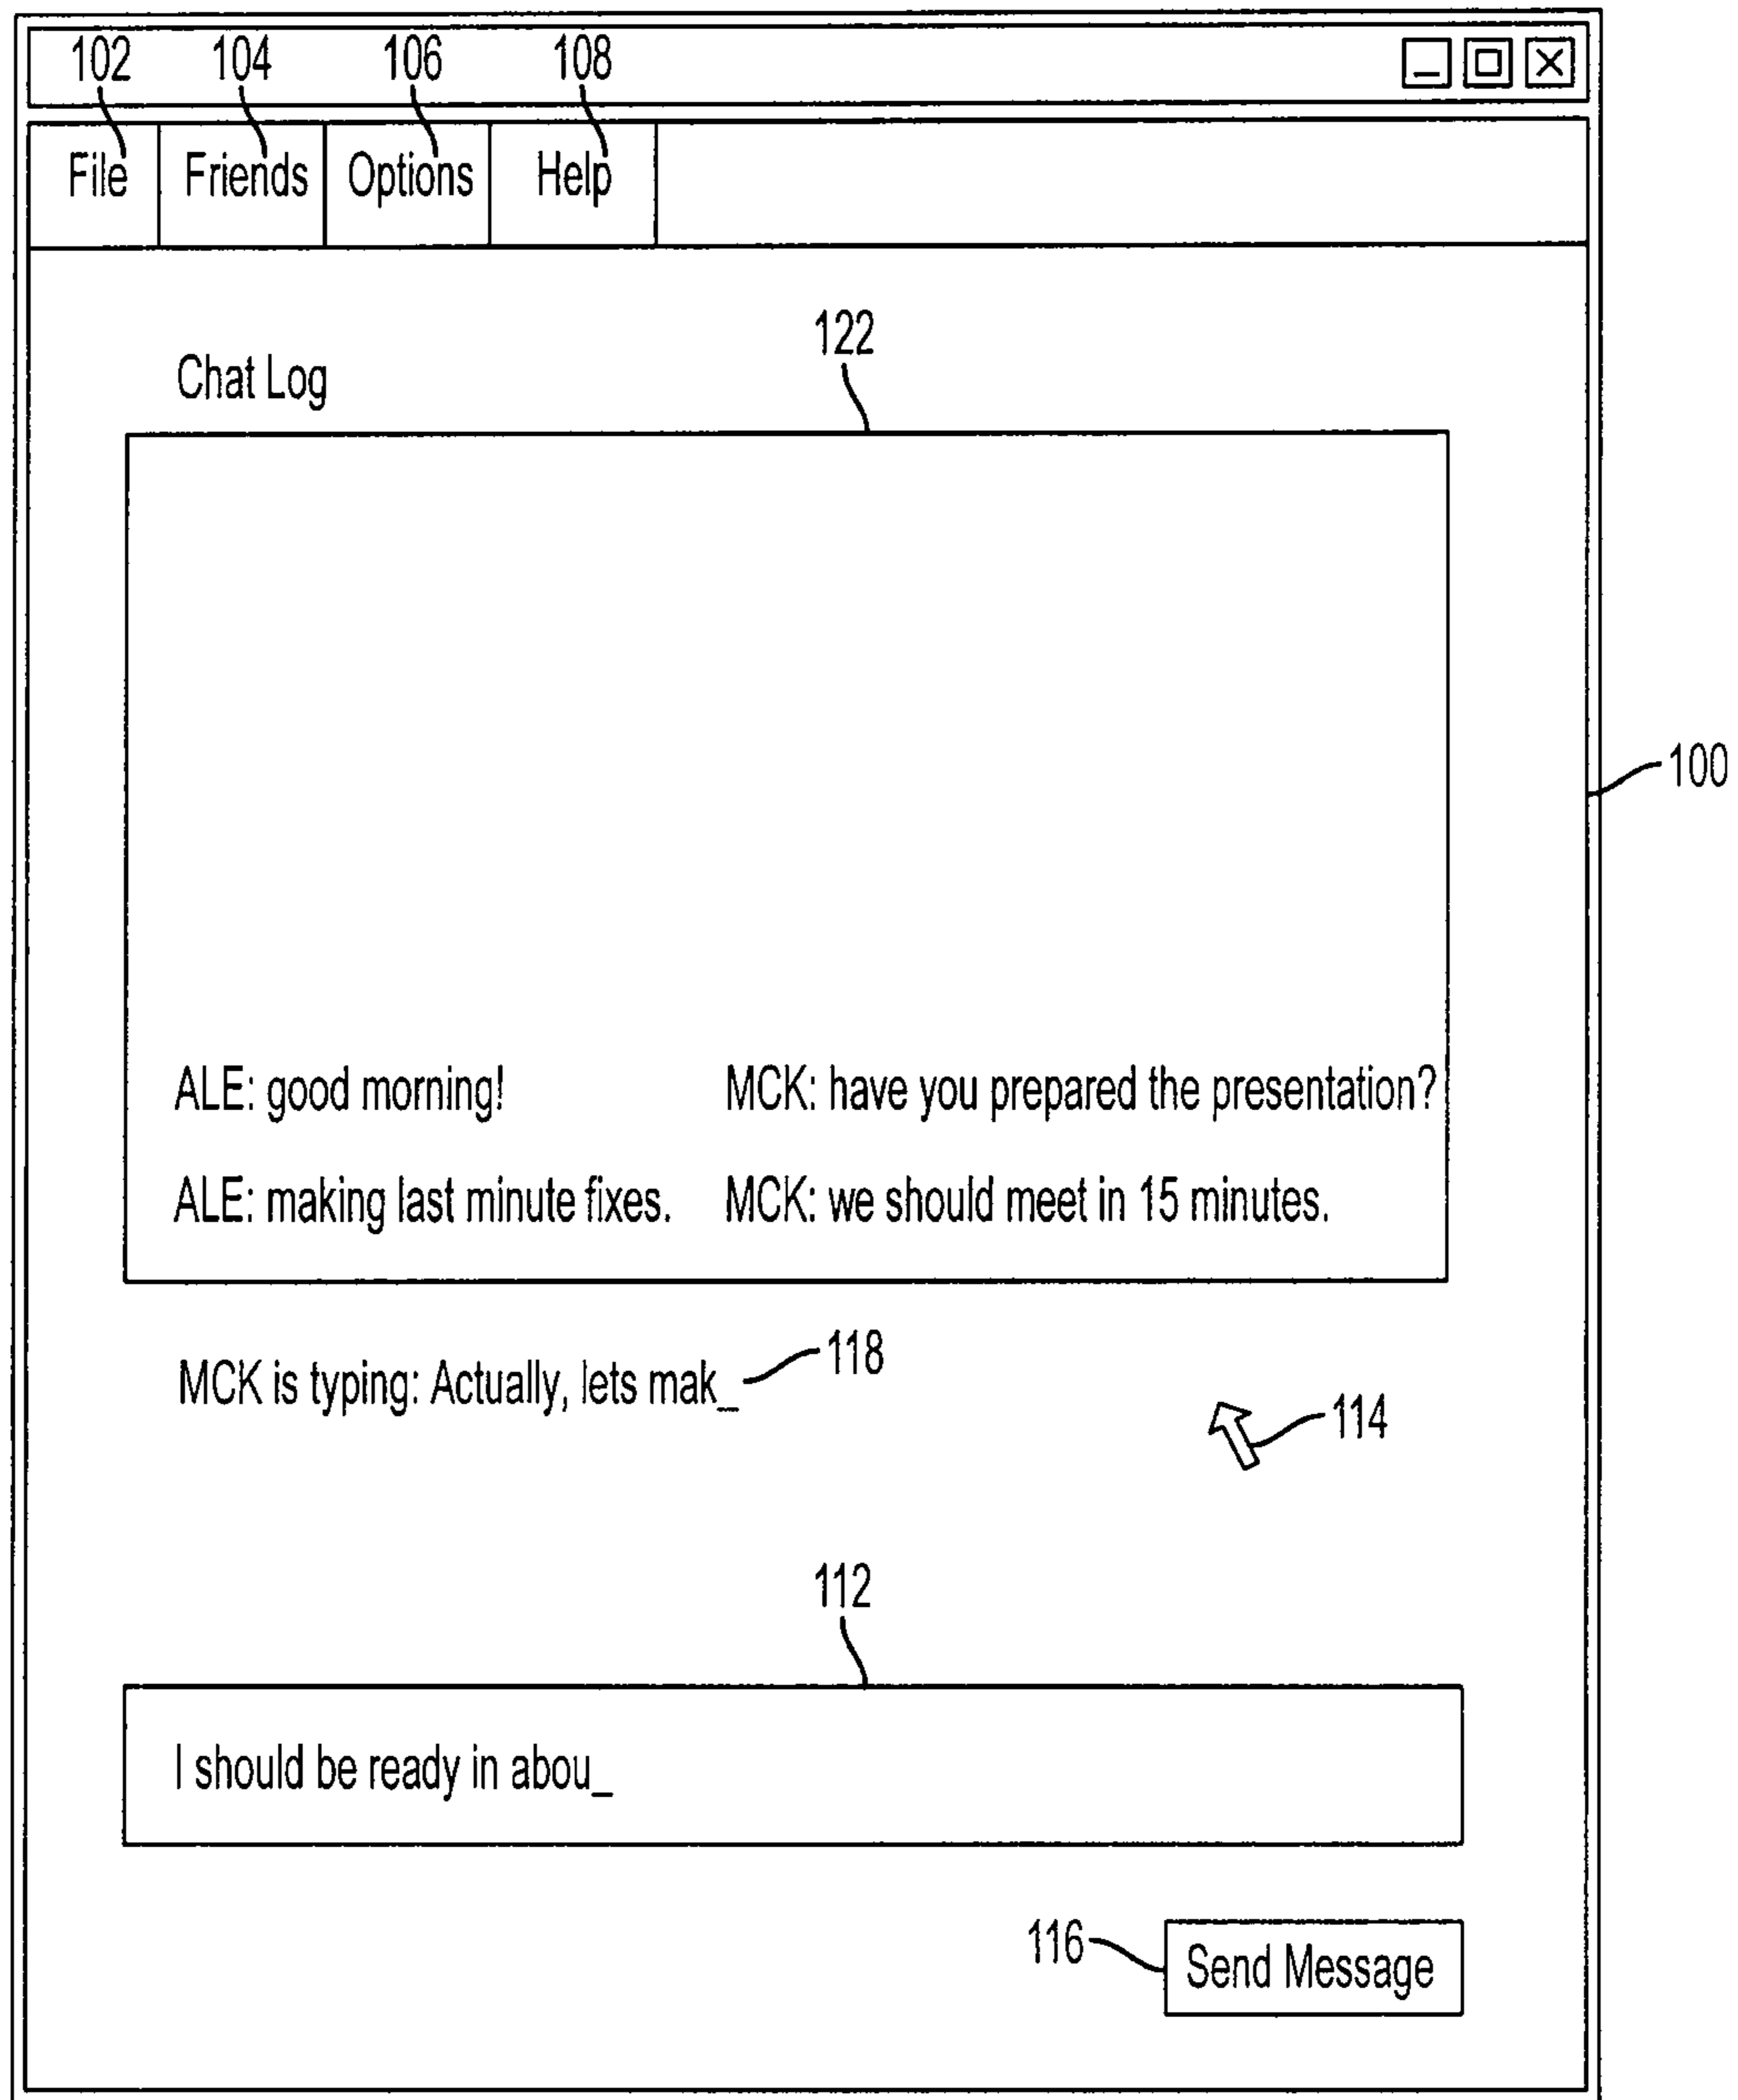 102 104 106 108
File Friends Options Help
122
Chat Log
100
ALE: good morning! MCK: have you prepared the presentation?
ALE: making last minute fixes. MCK: we should meet in 15 minutes.
118
MCK is typing: Actually, lets mak_
114
112
I should be ready in abou_
116
Send Message